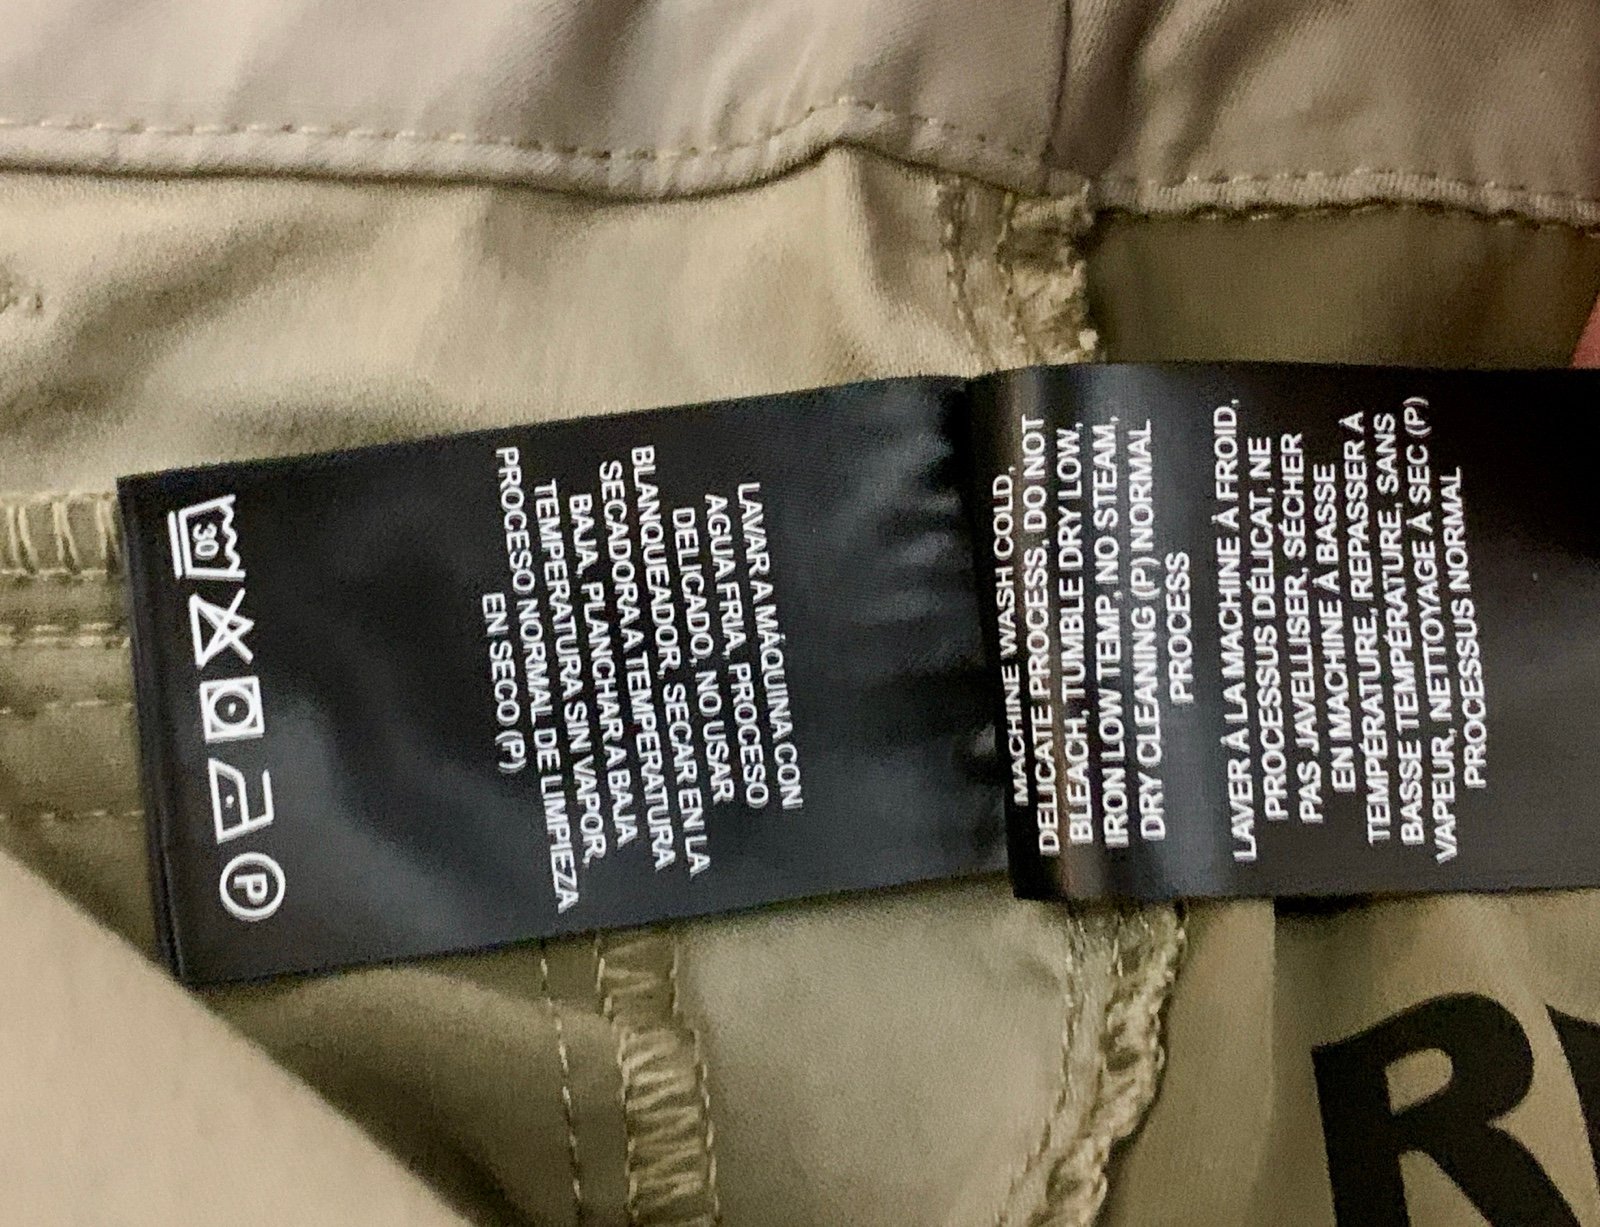 MACHINE WASH COLD,
DELICATE PROCESS, DO NOT
BLEACH, TUMBLE DRY LOW,
IRON LOW TEMP, NO STEAM,
DRY CLEANING (P) NORMAL
PROCESS
LAVER À LA MACHINE À FROID,
PROCESSUS DÉLICAT, NE
PAS JAVELLISER, SÉCHER
EN MACHINE À BASSE
TEMPÉRATURE, REPASSER À
BASSE TEMPÉRATURE, SANS
VAPEUR, NETTOYAGE À SEC (P)
PROCESSUS NORMAL
LAVAR A MÁQUINA CON
AGUA FRIA, PROCESO
DELICADO, NO USAR
BLANQUEADOR, SECAR EN LA
SECADORA A TEMPERATURA
BAJA, PLANCHAR A BAJA
TEMPERATURA SIN VAPOR,
PROCESO NORMAL DE LIMPIEZA
EN SECO (P)
30
P
R